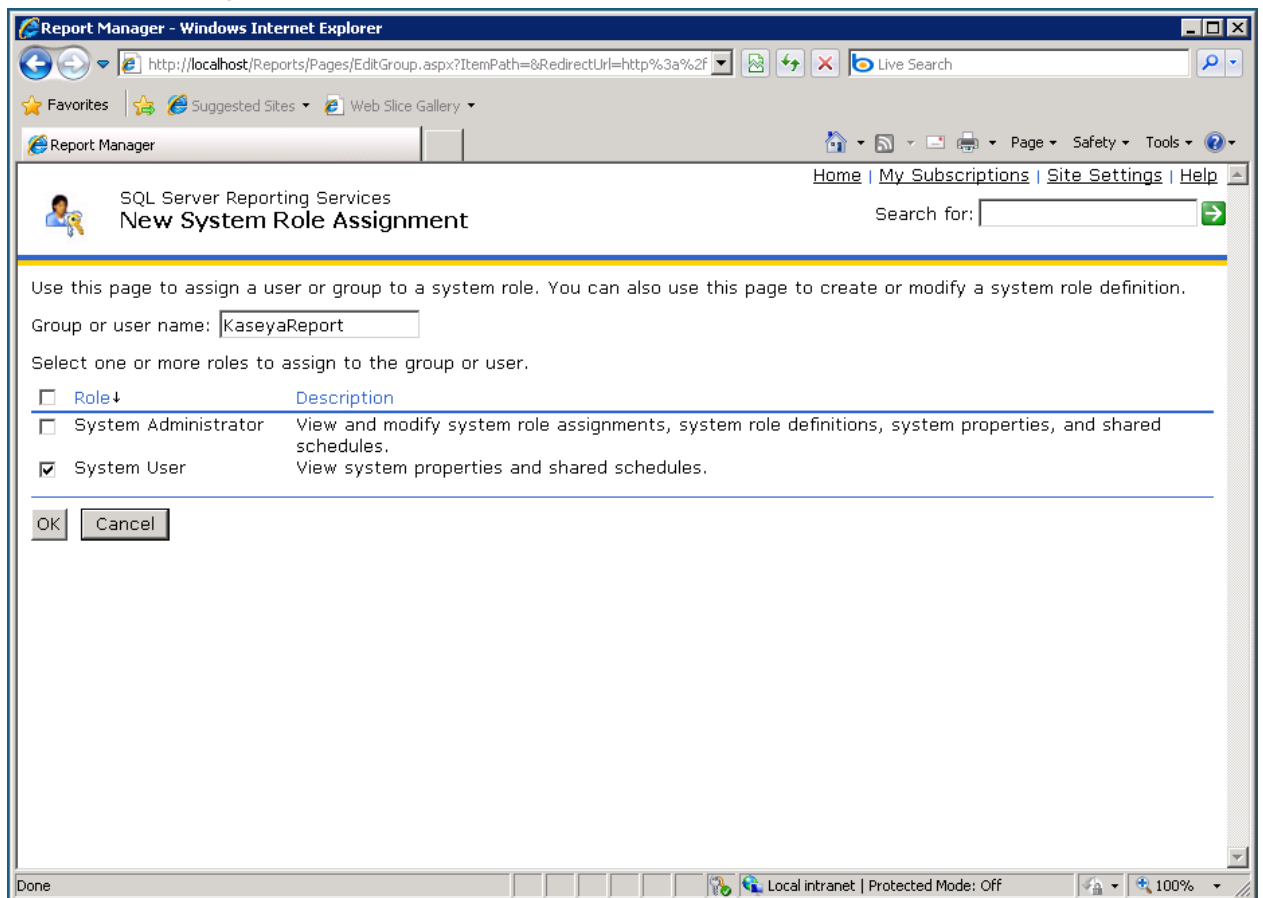 Report Manager - Windows Internet Explorer
http://localhost/Reports/Pages/EditGroup.aspx?ItemPath=&RedirectUrl=http%3a%2f
Live Search
Favorites
Suggested Sites
Web Slice Gallery
Report Manager
Page
Safety
Tools
Home | My Subscriptions | Site Settings | Help
SQL Server Reporting Services
New System Role Assignment
Search for:
Use this page to assign a user or group to a system role. You can also use this page to create or modify a system role definition.
Group or user name: KaseyaReport
Select one or more roles to assign to the group or user.
Role↓ Description
System Administrator View and modify system role assignments, system role definitions, system properties, and shared
schedules.
System User View system properties and shared schedules.
OK Cancel
Done
Local intranet | Protected Mode: Off
100%